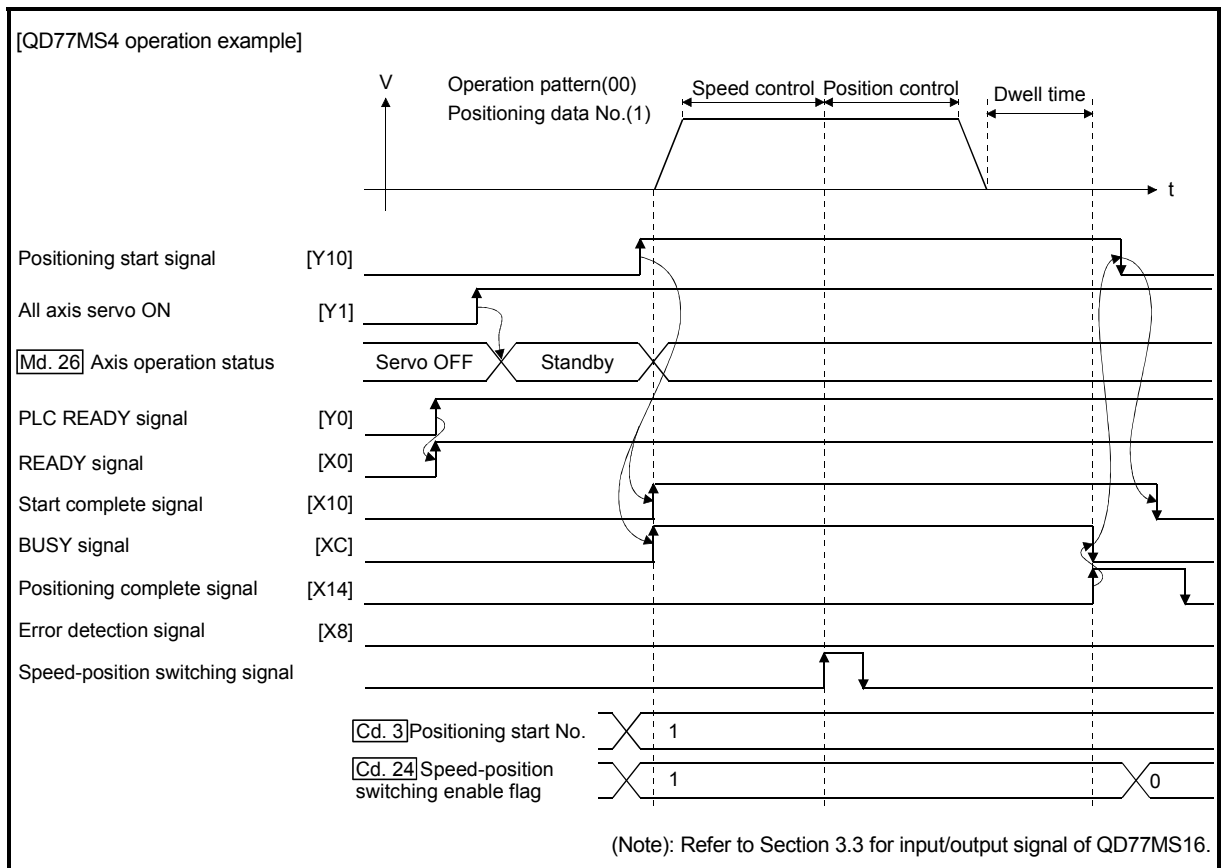 [QD77MS4 operation example]
V
Operation pattern(00)
Positioning data No.(1)
Speed control
Position control
Dwell time
t
Positioning start signal [Y10]
All axis servo ON [Y1]
Md. 26 Axis operation status
Servo OFF
Standby
PLC READY signal [Y0]
READY signal [X0]
Start complete signal [X10]
BUSY signal [XC]
Positioning complete signal [X14]
Error detection signal [X8]
Speed-position switching signal
Cd. 3 Positioning start No. 1
Cd. 24 Speed-position
switching enable flag
1
0
(Note): Refer to Section 3.3 for input/output signal of QD77MS16.